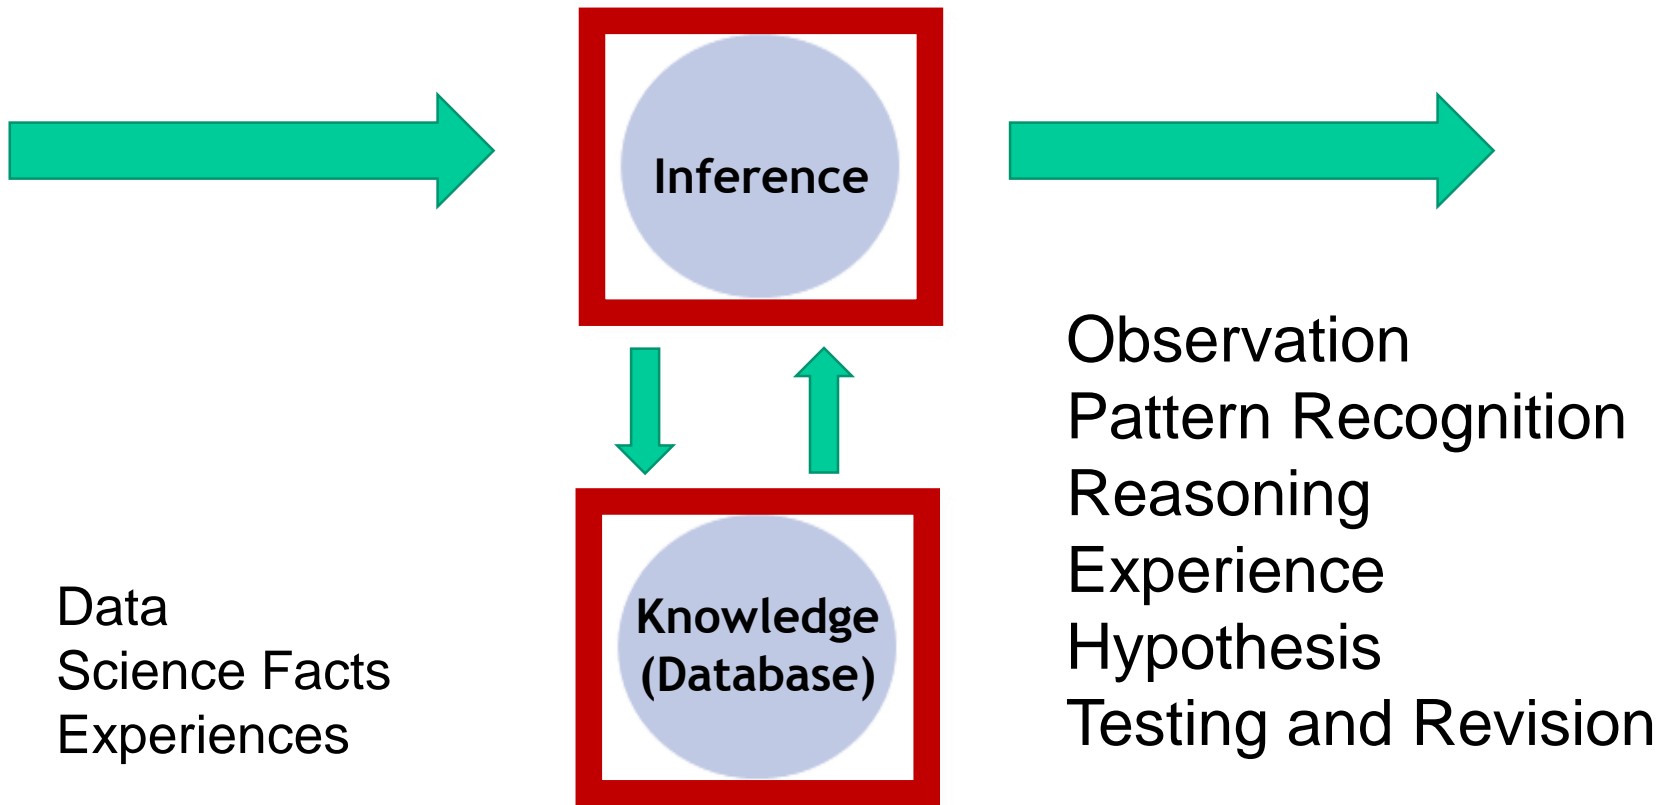 Inference
Observation
Pattern Recognition
Reasoning
Experience
Hypothesis
Testing and Revision
Knowledge
(Database)
Data
Science Facts
Experiences